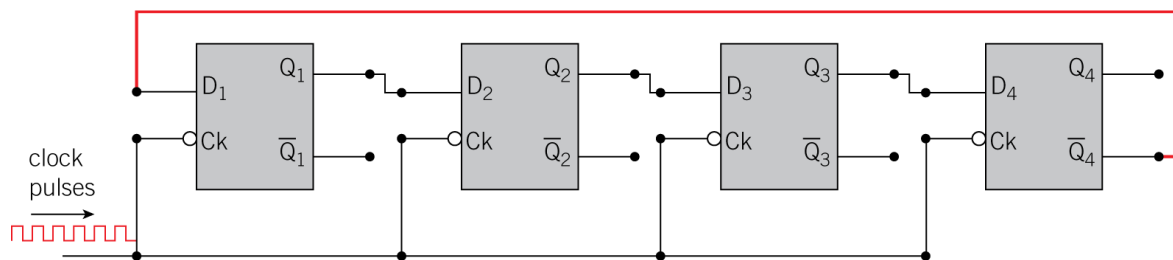 Q₁ Q₂ Q₃ Q₄
D₁ D₂ D₃ D₄
Ck Q̅₁ Ck Q̅₂ Ck Q̅₃ Ck Q̅₄
clock
pulses